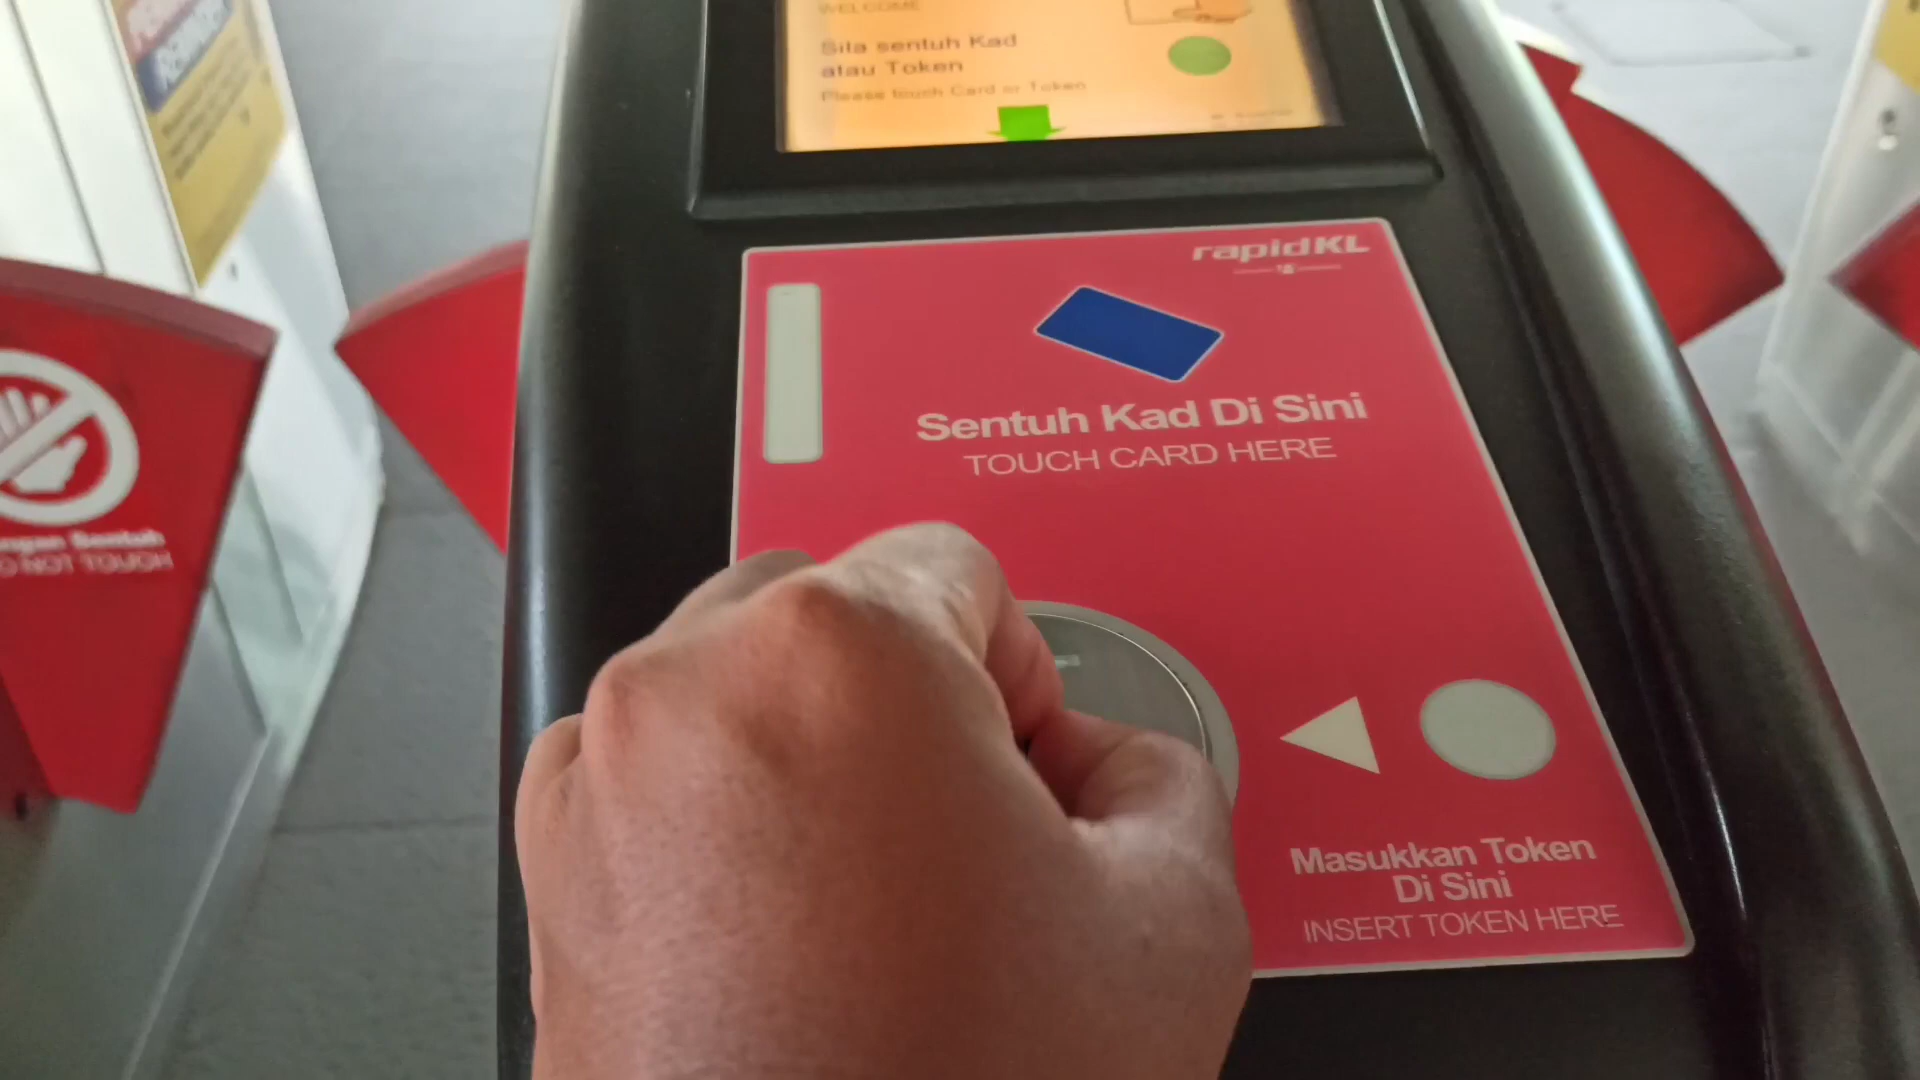 WELCOME
Sila sentuh Kad
atau Token
Please touch Card or Token
rapidKL
Sentuh Kad Di Sini
TOUCH CARD HERE
Sentuh
NOT TOUCH
Masukkan Token
Di Sini
INSERT TOKEN HERE